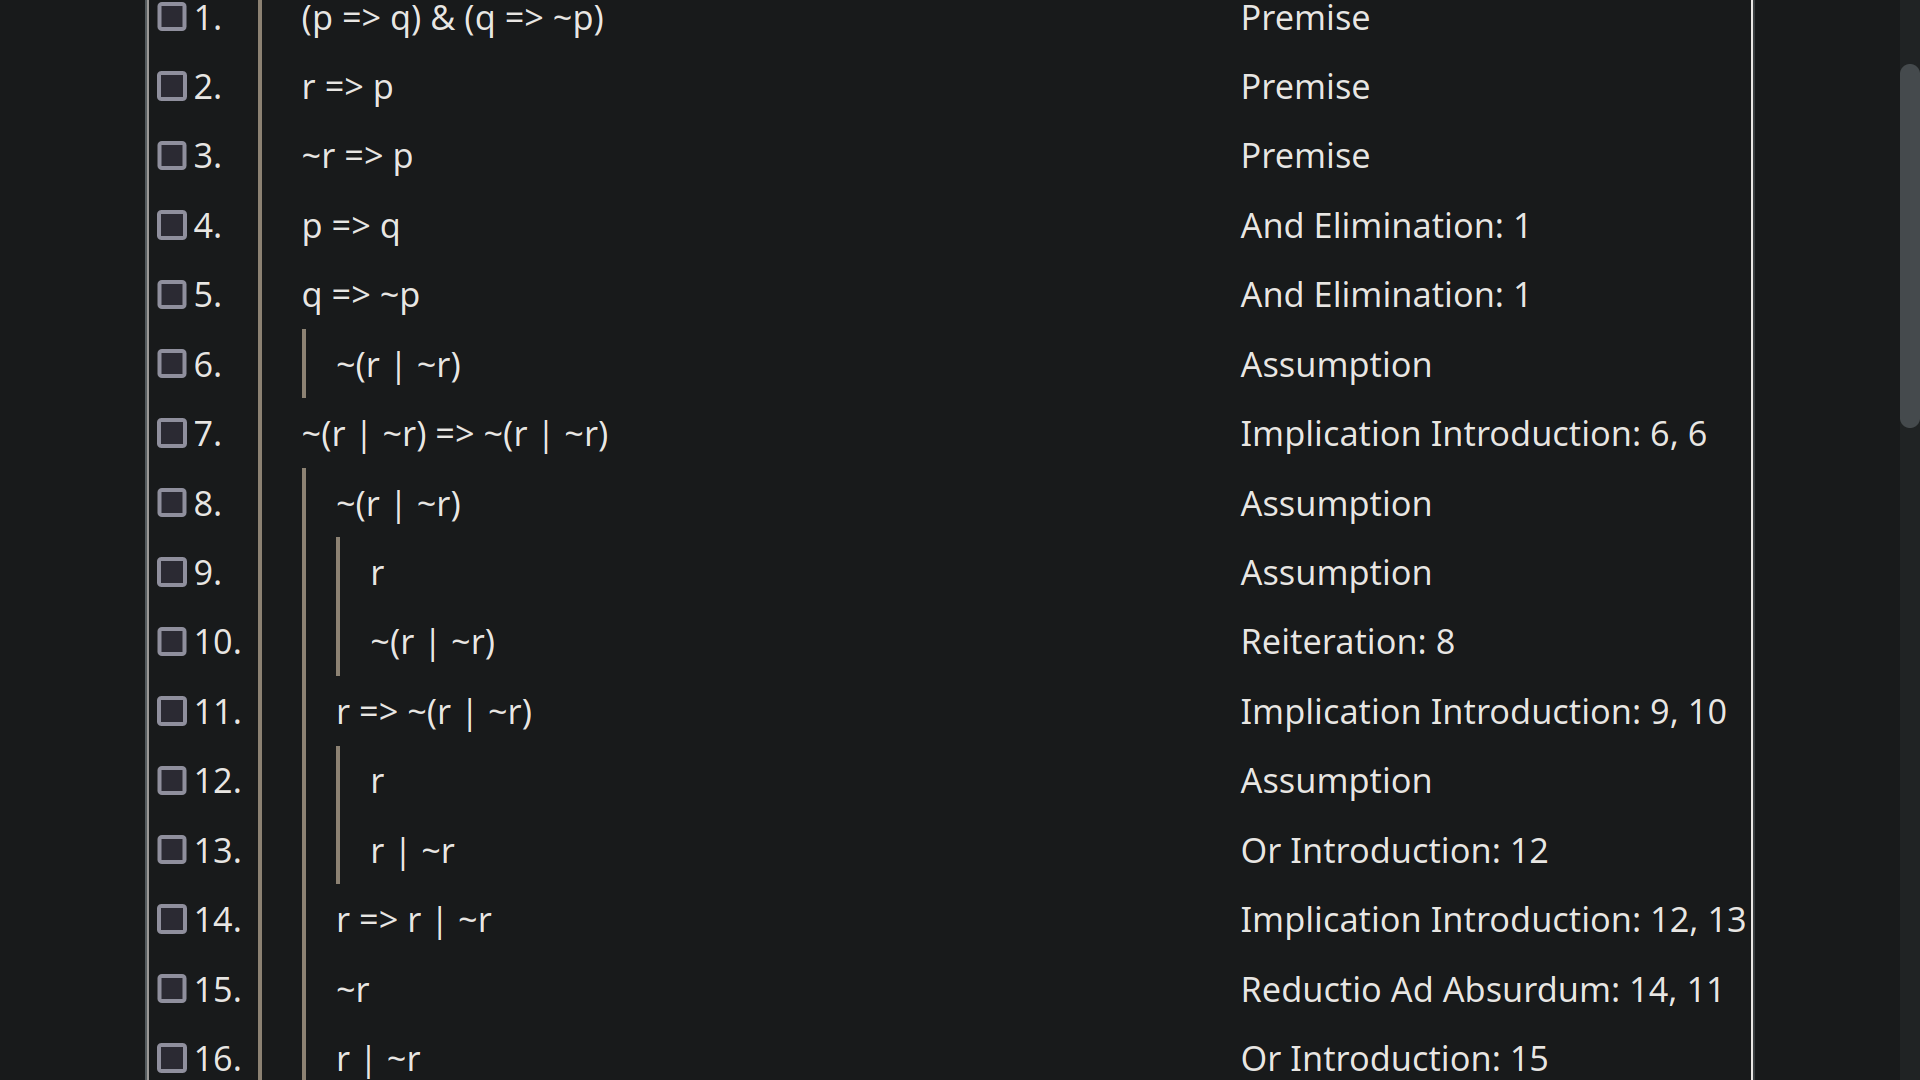 1. (p => q) & (q => ~p) Premise
2. r => p Premise
3. ~r => p Premise
4. p => q And Elimination: 1
5. q => ~p And Elimination: 1
6. ~(r | ~r) Assumption
7. ~(r | ~r) => ~(r | ~r) Implication Introduction: 6, 6
8. ~(r | ~r) Assumption
9. r Assumption
10. ~(r | ~r) Reiteration: 8
11. r => ~(r | ~r) Implication Introduction: 9, 10
12. r Assumption
13. r | ~r Or Introduction: 12
14. r => r | ~r Implication Introduction: 12, 13
15. ~r Reductio Ad Absurdum: 14, 11
16. r | ~r Or Introduction: 15